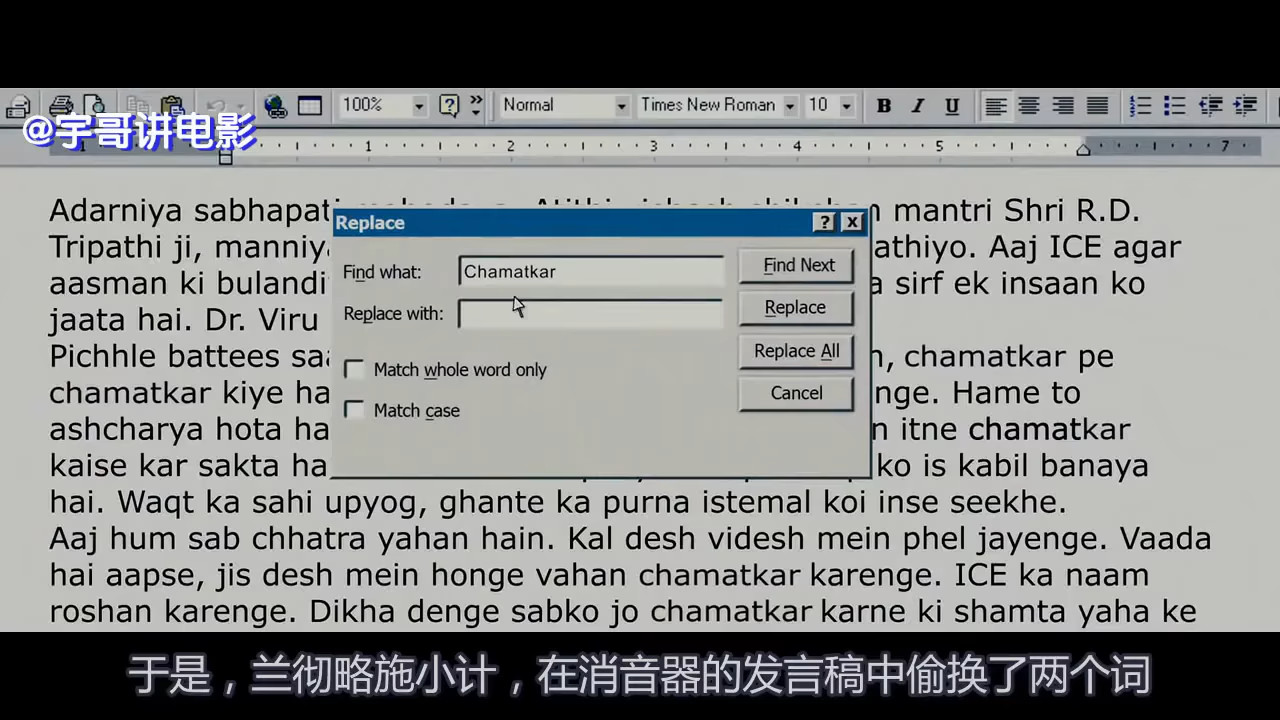 100%
Normal
Times New Roman
10
B I U
@宇哥讲电影
1 1 2 3 4 5 7
Adarniya sabhapati
mantri Shri R.D.
Replace
Tripathi ji, manniya
athiyo. Aaj ICE agar
Find what:
Chamatkar
Find Next
aasman ki bulandi
a sirf ek insaan ko
Replace with:
Replace
jaata hai. Dr. Viru
Replace All
Pichhle battees saa
n, chamatkar pe
Match whole word only
Cancel
chamatkar kiye ha
nge. Hame to
Match case
ashcharya hota ha
n itne chamatkar
kaise kar sakta ha
ko is kabil banaya
hai. Waqt ka sahi upyog, ghante ka purna istemal koi inse seekhe.
Aaj hum sab chhatra yahan hain. Kal desh videsh mein phel jayenge. Vaada
hai aapse, jis desh mein honge vahan chamatkar karenge. ICE ka naam
roshan karenge. Dikha denge sabko jo chamatkar karne ki shamta yaha ke
于是，兰彻略施小计，在消音器的发言稿中偷换了两个词